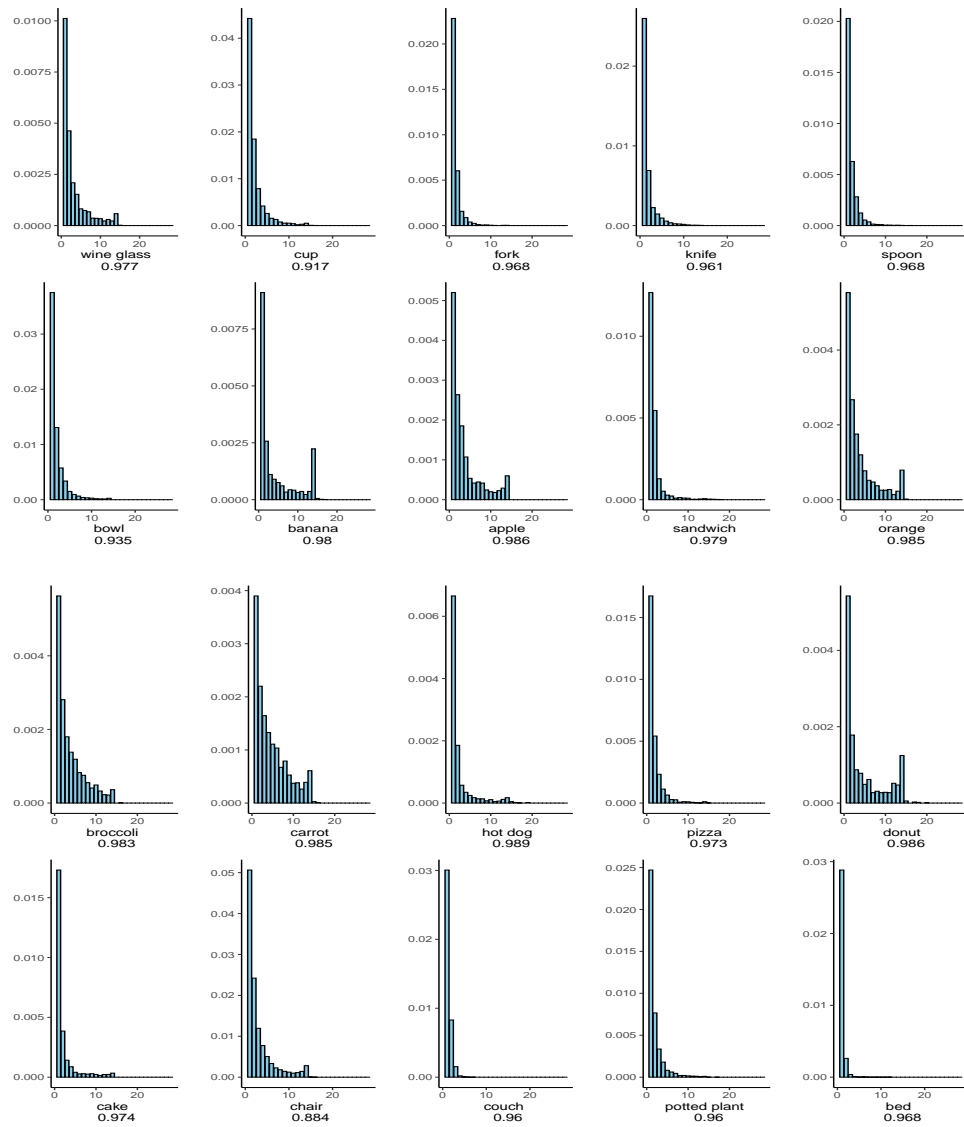 0.0100
0.0075
0.0050
0.0025
0.0000
0 10 20
wine glass
0.977
0.04
0.03
0.02
0.01
0.00
0 10 20
cup
0.917
0.020
0.015
0.010
0.005
0.000
0 10 20
fork
0.968
0.02
0.01
0.00
0 10 20
knife
0.961
0.020
0.015
0.010
0.005
0.000
0 10 20
spoon
0.968
0.03
0.02
0.01
0.00
0 10 20
bowl
0.935
0.0075
0.0050
0.0025
0.0000
0 10 20
banana
0.98
0.005
0.004
0.003
0.002
0.001
0.000
0 10 20
apple
0.986
0.010
0.005
0.000
0 10 20
sandwich
0.979
0.004
0.002
0.000
0 10 20
orange
0.985
0.004
0.002
0.000
0 10 20
broccoli
0.983
0.004
0.003
0.002
0.001
0.000
0 10 20
carrot
0.985
0.006
0.004
0.002
0.000
0 10 20
hot dog
0.989
0.015
0.010
0.005
0.000
0 10 20
pizza
0.973
0.004
0.002
0.000
0 10 20
donut
0.986
0.015
0.010
0.005
0.000
0 10 20
cake
0.974
0.05
0.04
0.03
0.02
0.01
0.00
0 10 20
chair
0.884
0.03
0.02
0.01
0.00
0 10 20
couch
0.96
0.025
0.020
0.015
0.010
0.005
0.000
0 10 20
potted plant
0.96
0.03
0.02
0.01
0.00
0 10 20
bed
0.968